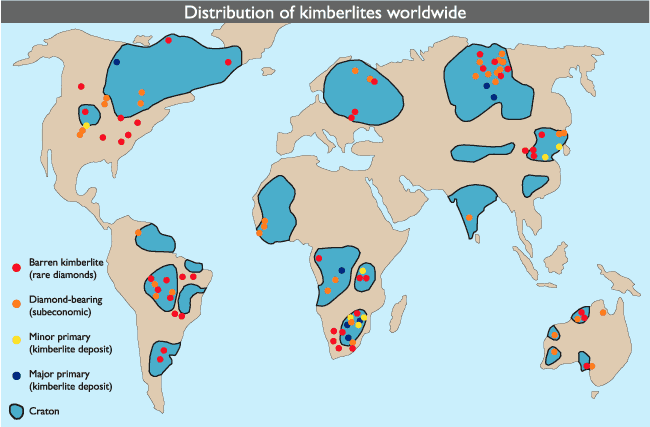 Distribution of kimberlites worldwide
Barren kimberlite
(rare diamonds)
Diamond-bearing
(subeconomic)
Minor primary
(kimberlite deposit)
Major primary
(kimberlite deposit)
Craton